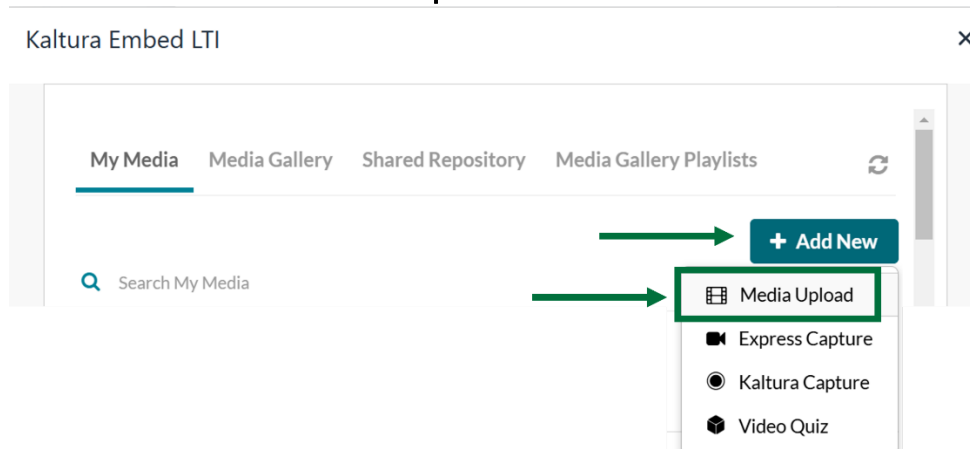 Kaltura Embed LTI
My Media Media Gallery Shared Repository Media Gallery Playlists
+ Add New
Search My Media
Media Upload
Express Capture
Kaltura Capture
Video Quiz